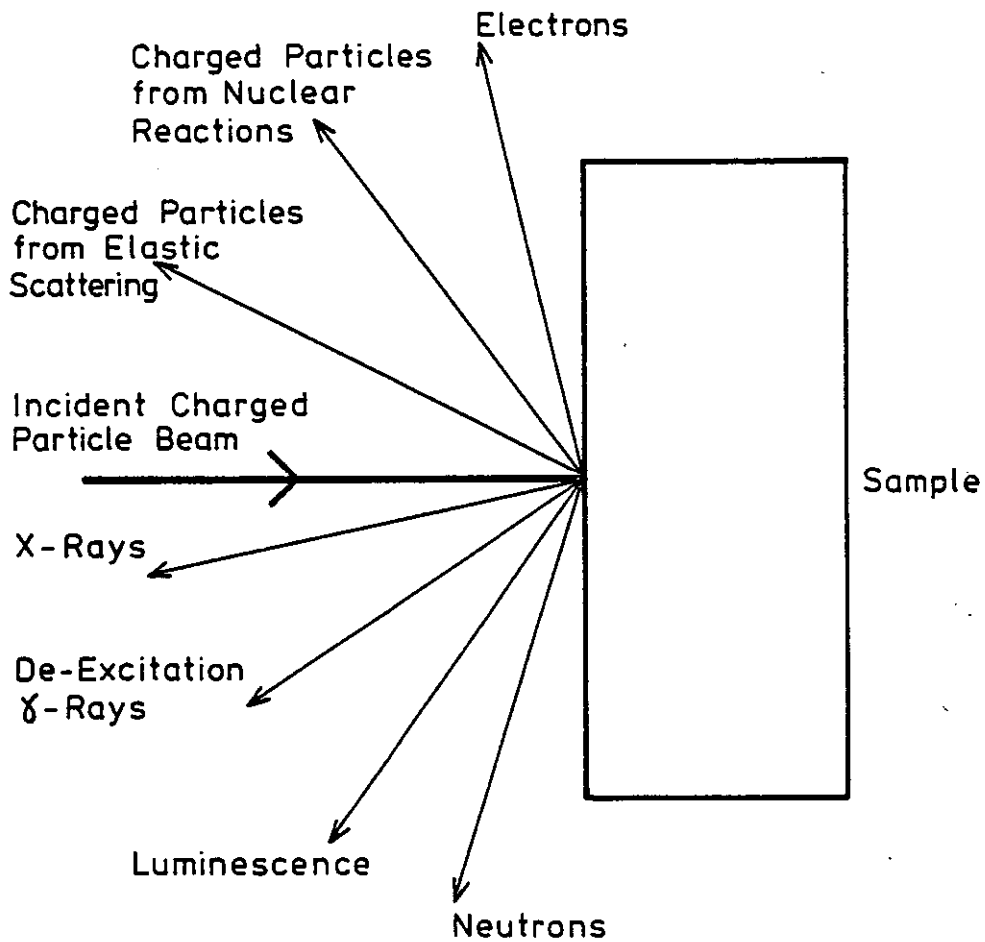 Electrons
Charged Particles
from Nuclear
Reactions
Charged Particles
from Elastic
Scattering
Incident Charged
Particle Beam
Sample
X-Rays
De-Excitation
γ-Rays
Luminescence
Neutrons